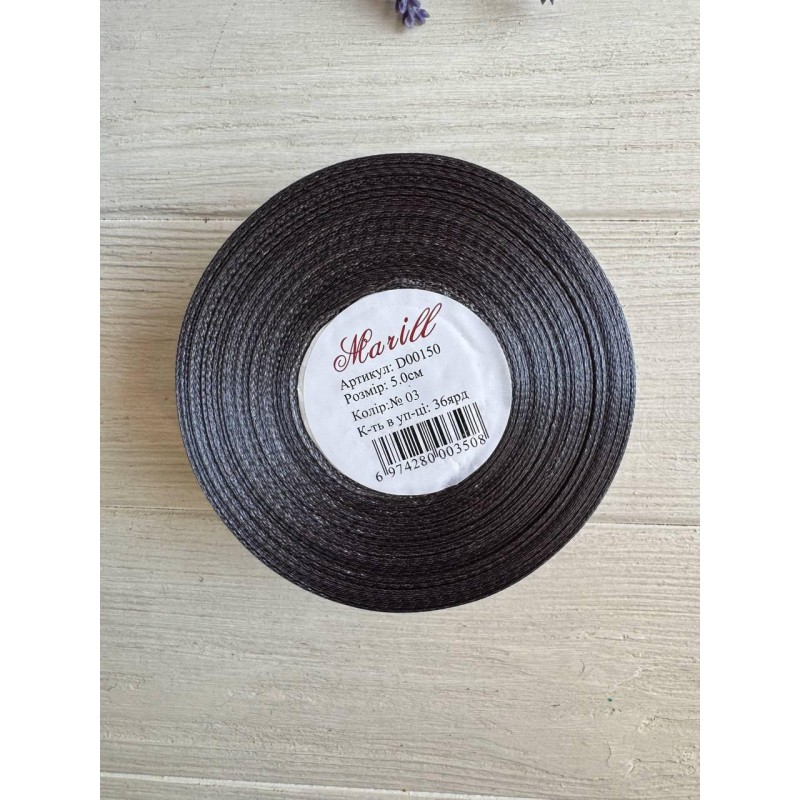 Marill
Артикул: D00150
Розмір: 5.0см
Колір:№ 03
К-ть в уп-ці: 36ярд
6 974280 003508